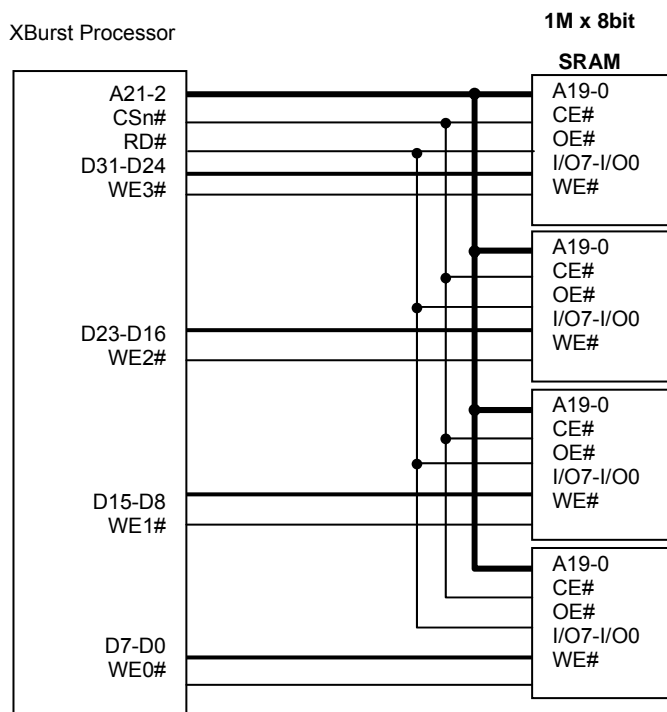 XBurst Processor
1M x 8bit
SRAM
A21-2
CSn#
RD#
D31-D24
WE3#
D23-D16
WE2#
D15-D8
WE1#
D7-D0
WE0#
A19-0
CE#
OE#
I/O7-I/O0
WE#
A19-0
CE#
OE#
I/O7-I/O0
WE#
A19-0
CE#
OE#
I/O7-I/O0
WE#
A19-0
CE#
OE#
I/O7-I/O0
WE#